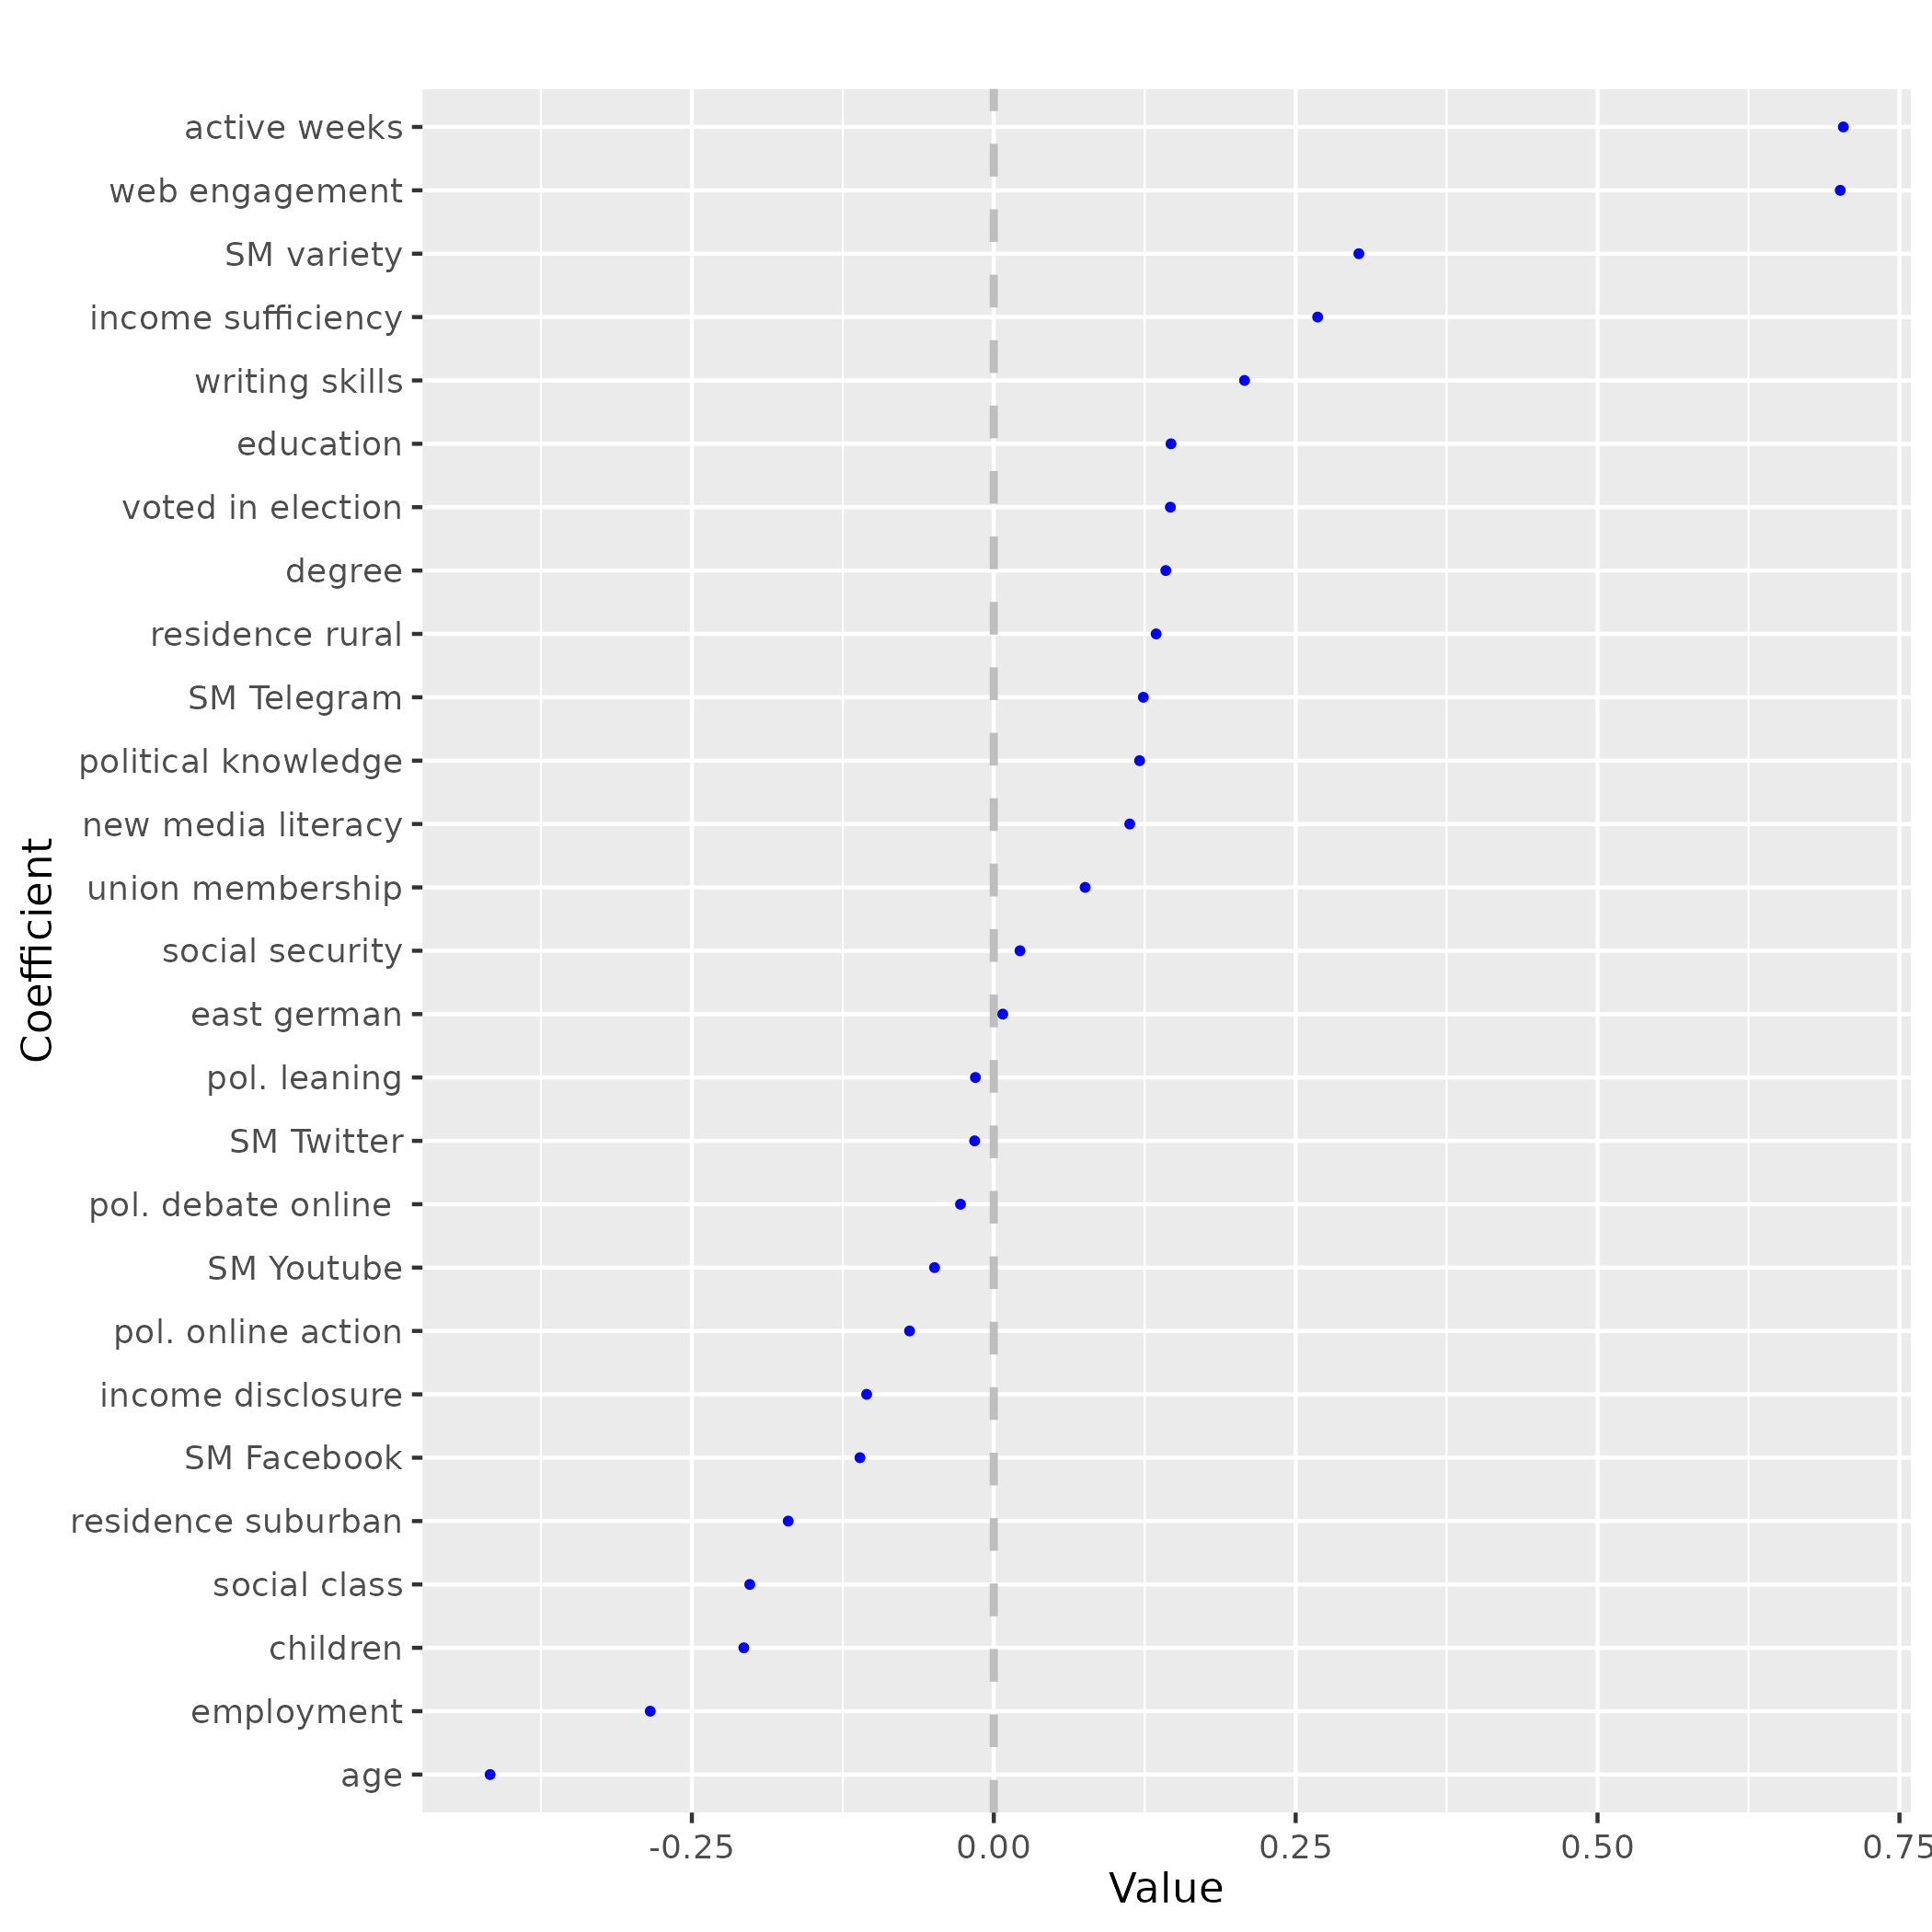 active weeks
web engagement
SM variety
income sufficiency
writing skills
education
voted in election
degree
residence rural
SM Telegram
political knowledge
new media literacy
union membership
social security
east german
pol. leaning
SM Twitter
pol. debate online
SM Youtube
pol. online action
income disclosure
SM Facebook
residence suburban
social class
children
employment
age
Coefficient
-0.25 0.00 0.25 0.50 0.75
Value